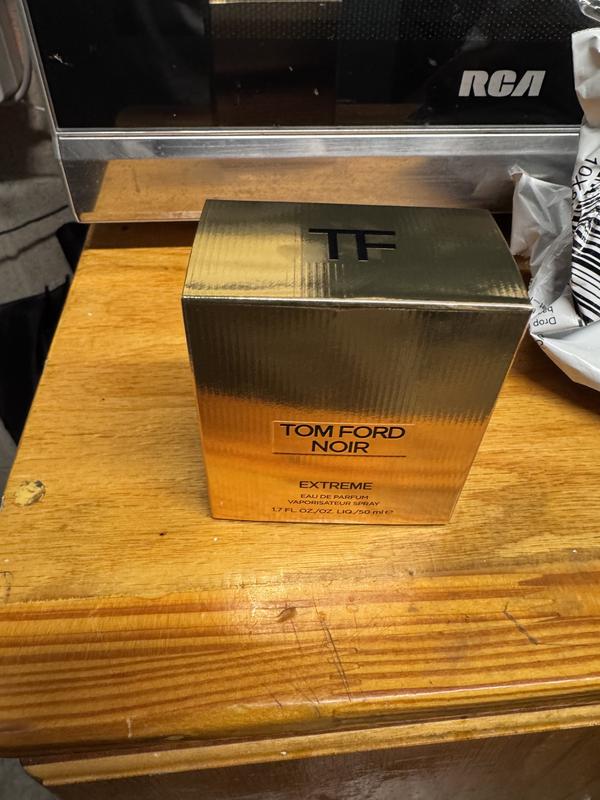 RCA
TF
TOM FORD
NOIR
EXTREME
EAU DE PARFUM
VAPORISATEUR SPRAY
1.7 FL. OZ./OZ. LIQ./50 ml ℮
Drop